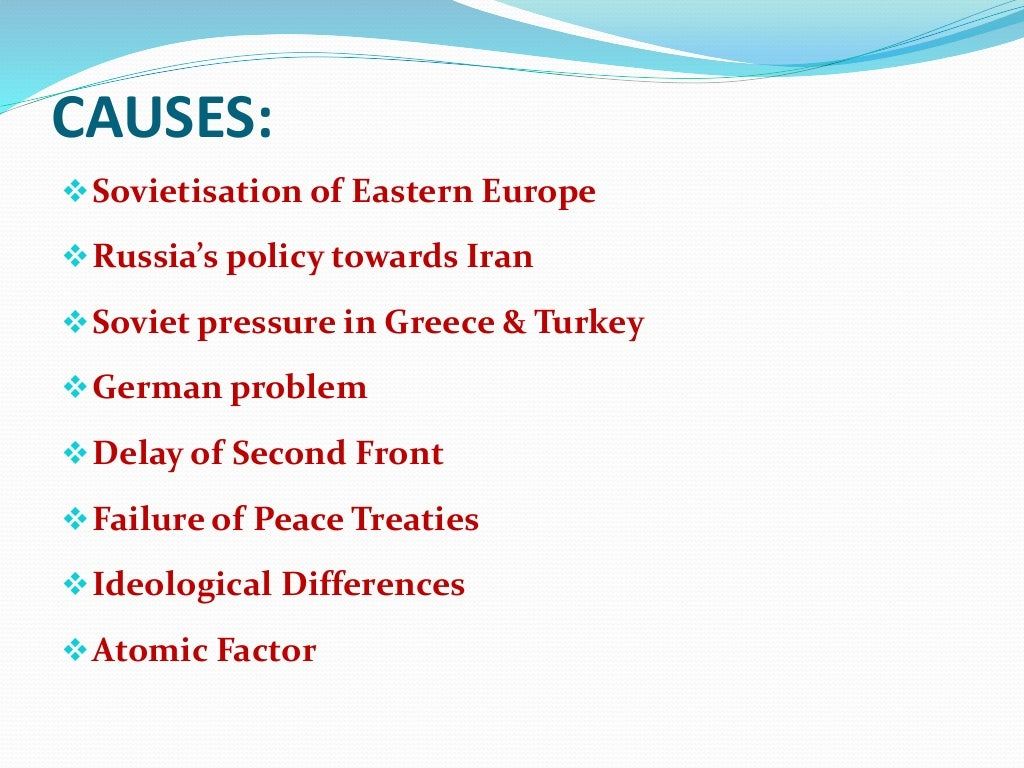 CAUSES:
❖Sovietisation of Eastern Europe
❖Russia’s policy towards Iran
❖Soviet pressure in Greece & Turkey
❖German problem
❖Delay of Second Front
❖Failure of Peace Treaties
❖Ideological Differences
❖Atomic Factor